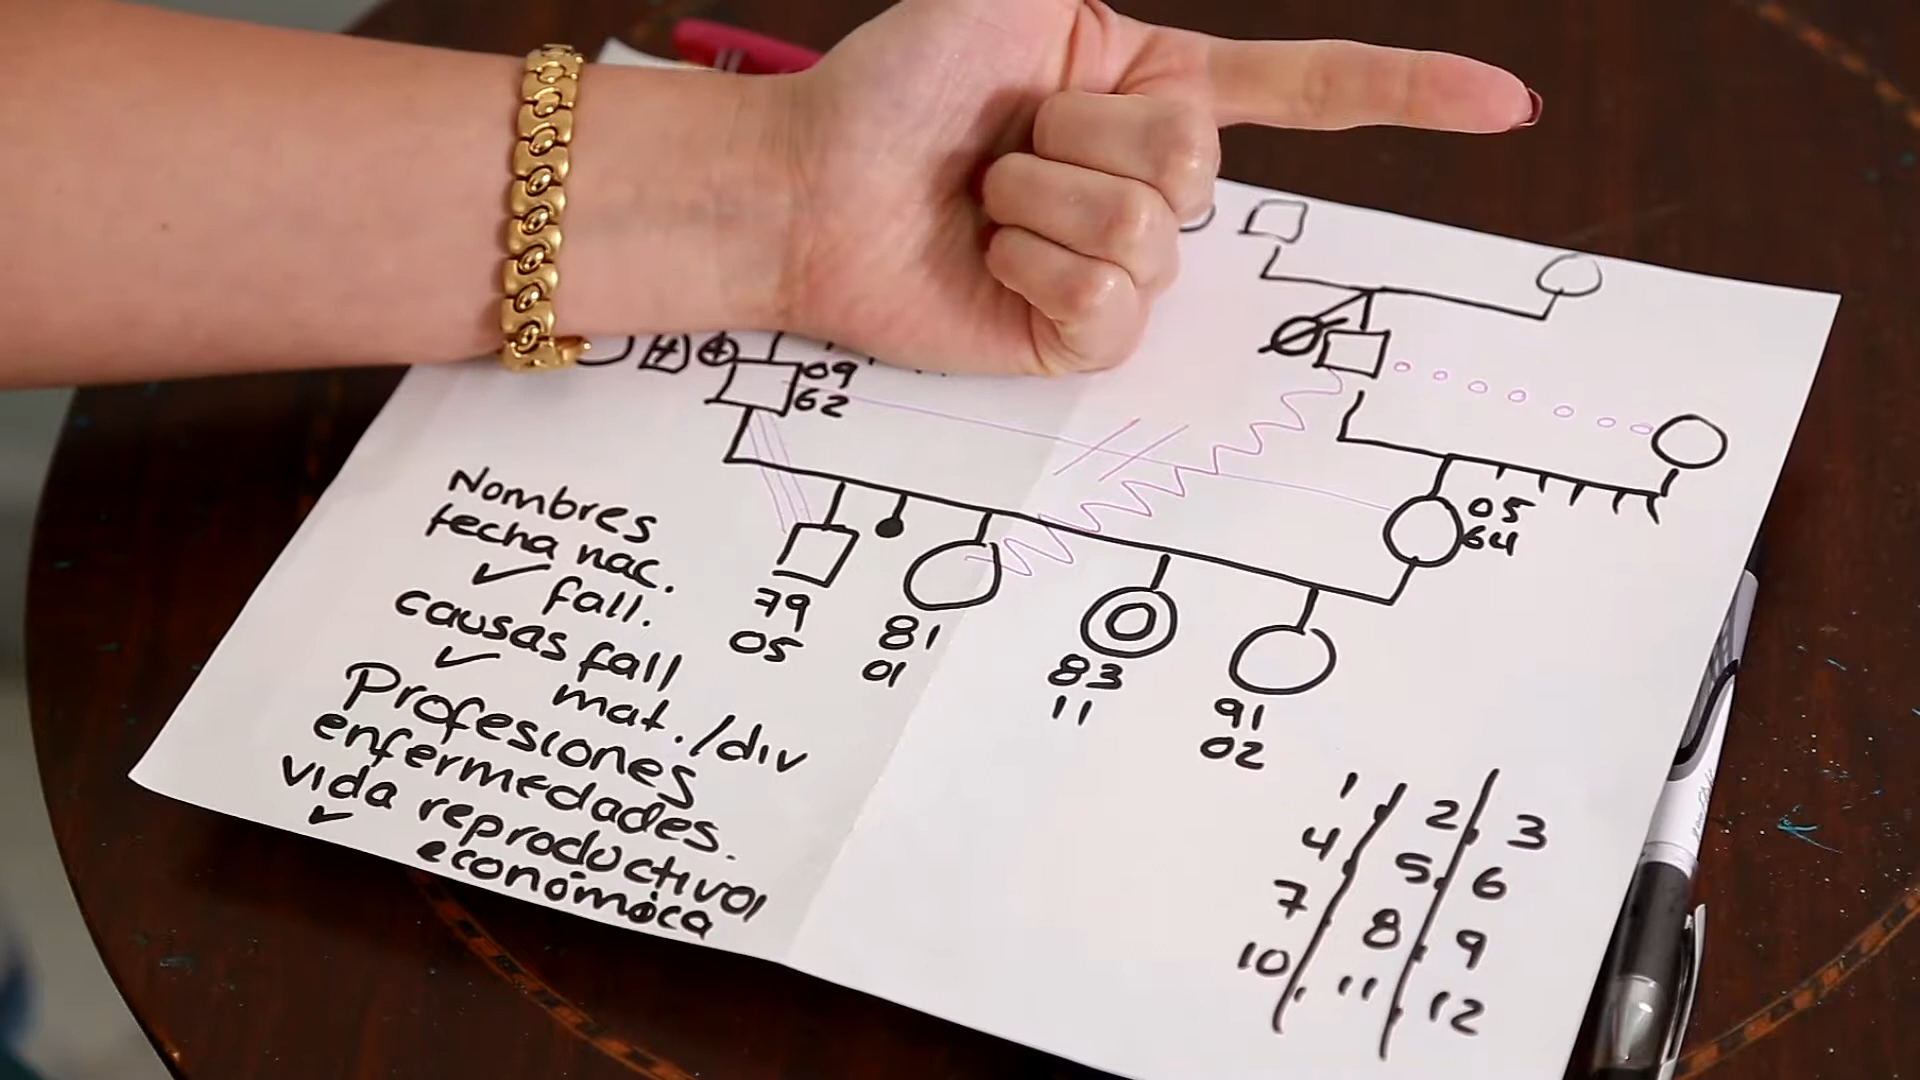 09
62
05
64
Nombres
fecha nac.
✓ fall.
causas fall
✓ mat./div
Profesiones
enfermedades.
vida reproductiva
✓ económica
79
05
81
01
83
11
91
02
1 2 3
4 5 6
7 8 9
10 11 12